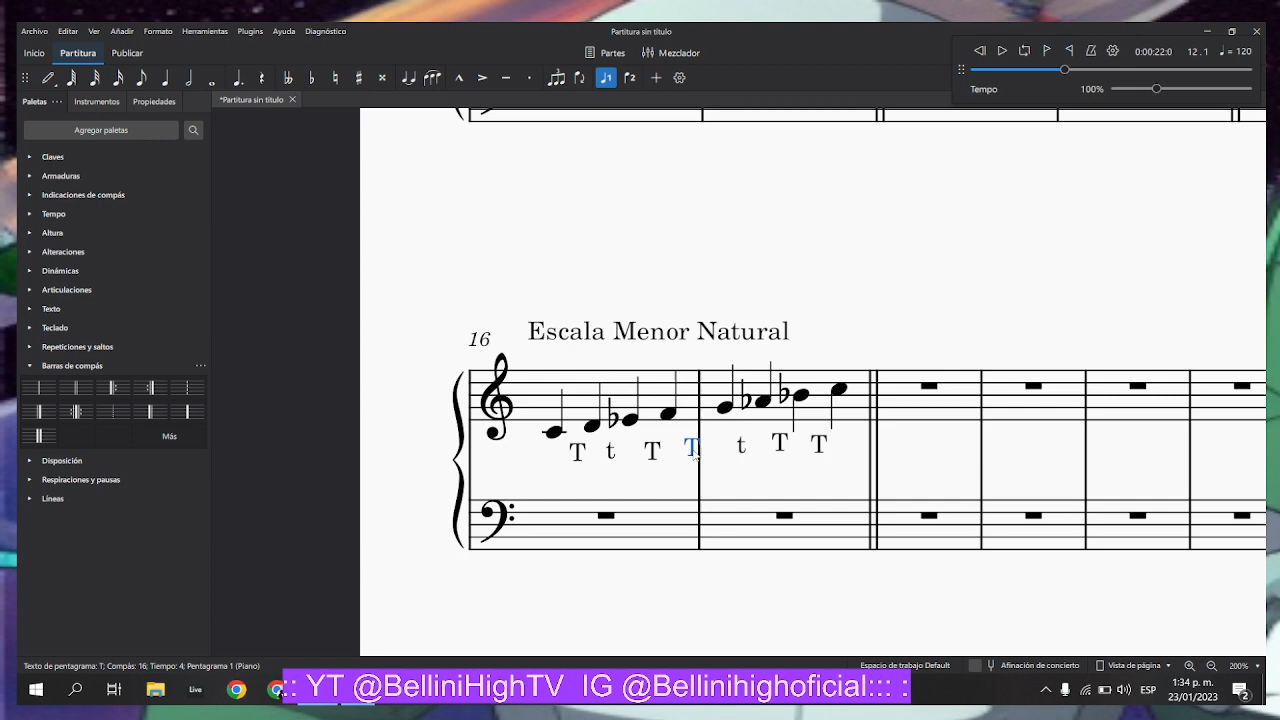 Archivo Editar Ver Añadir Formato Herramientas Plugins Ayuda Diagnóstico Partitura sin título
Inicio Partitura Publicar Partes Mezclador 0:00:22:0 12 . 1 = 120
Tempo 100%
Paletas Instrumentos Propiedades *Partitura sin título
Agregar paletas
Claves
Armaduras
Indicaciones de compás
Tempo
Altura
Alteraciones
Dinámicas
Articulaciones
Texto
Teclado
Repeticiones y saltos
Barras de compás
Más
Disposición
Respiraciones y pausas
Líneas
Escala Menor Natural
16
T t T T t T T
Texto de pentagrama: T; Compás: 16; Tiempo: 4; Pentagrama 1 (Piano) Espacio de trabajo Default Afinación de concierto Vista de página 200%
:: YT @BelliniHighTV IG @Bellinihighoficial::: :
Live ESP 1:34 p. m.
23/01/2023 2